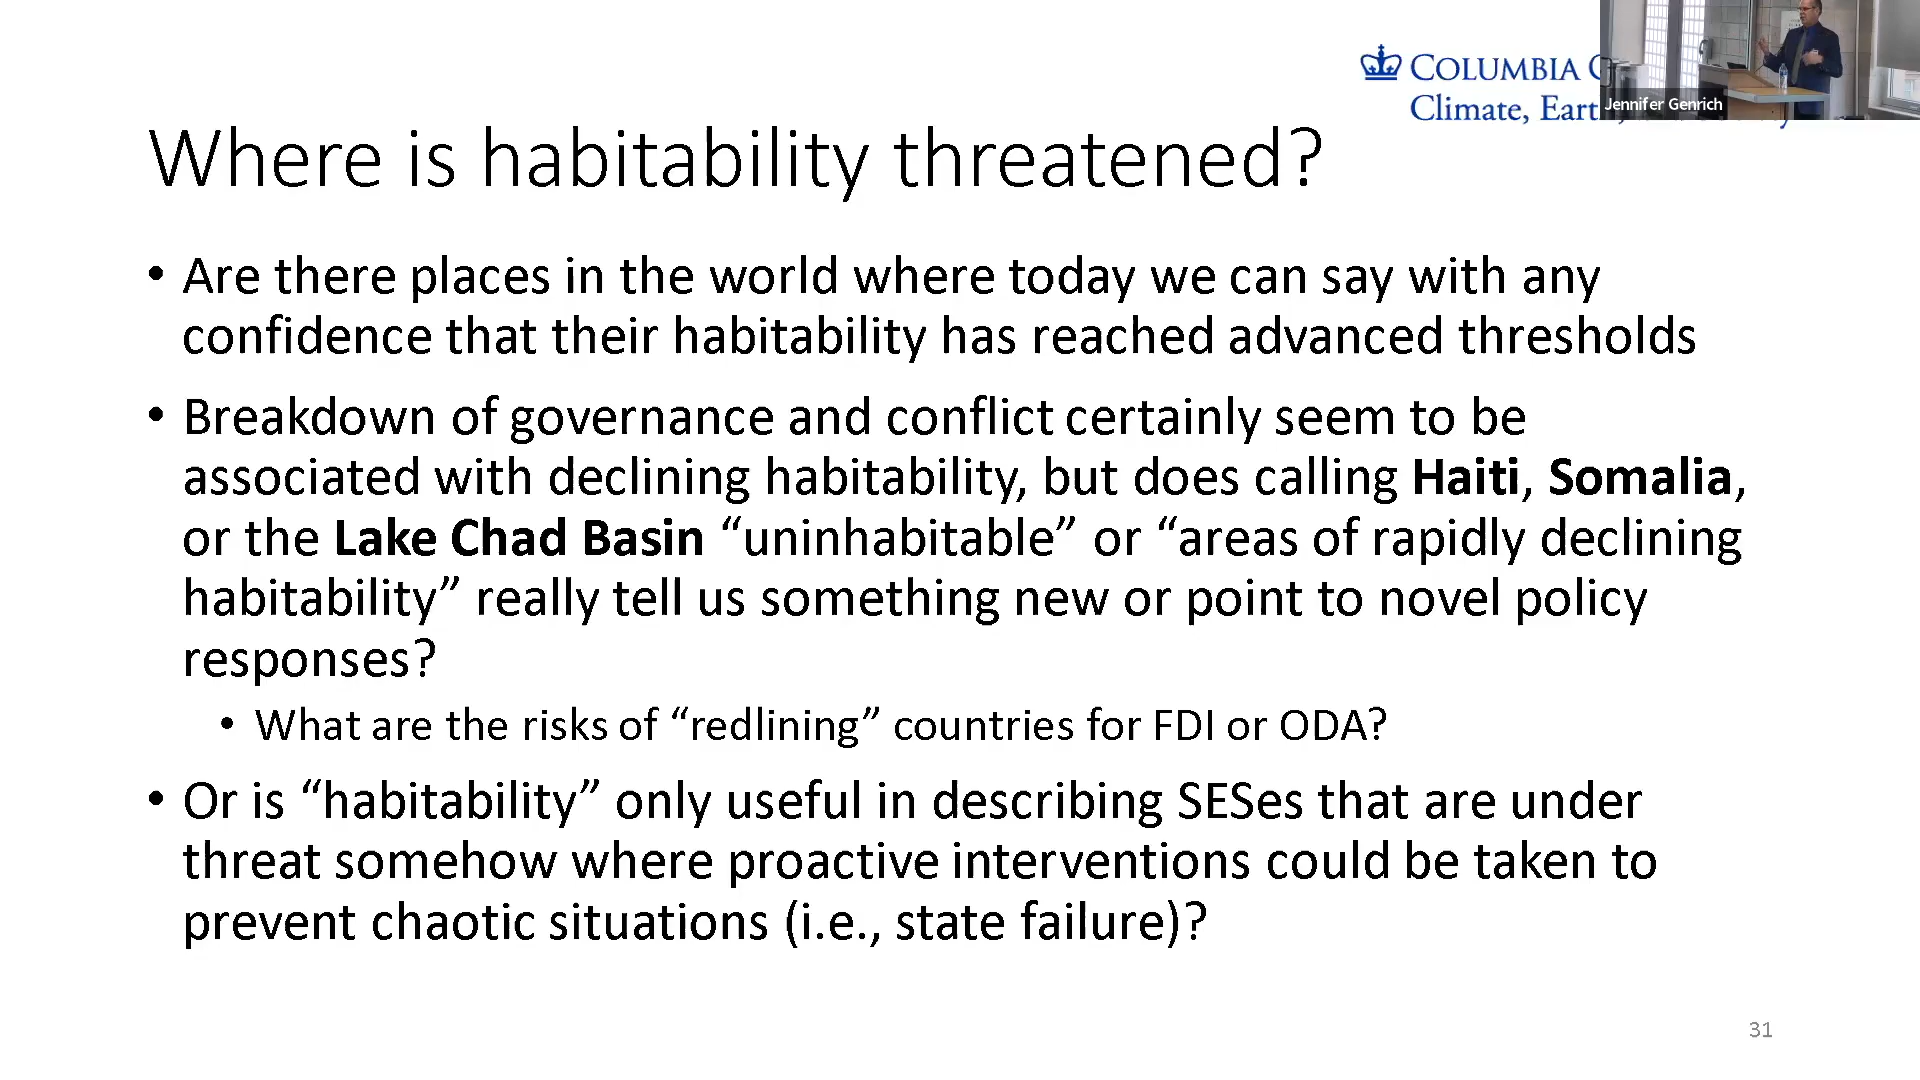 COLUMBIA
Climate,
Jennifer Genrich
Where is habitability threatened?
• Are there places in the world where today we can say with any
confidence that their habitability has reached advanced thresholds
• Breakdown of governance and conflict certainly seem to be
associated with declining habitability, but does calling Haiti, Somalia,
or the Lake Chad Basin “uninhabitable” or “areas of rapidly declining
habitability” really tell us something new or point to novel policy
responses?
• What are the risks of “redlining” countries for FDI or ODA?
• Or is “habitability” only useful in describing SESes that are under
threat somehow where proactive interventions could be taken to
prevent chaotic situations (i.e., state failure)?
31